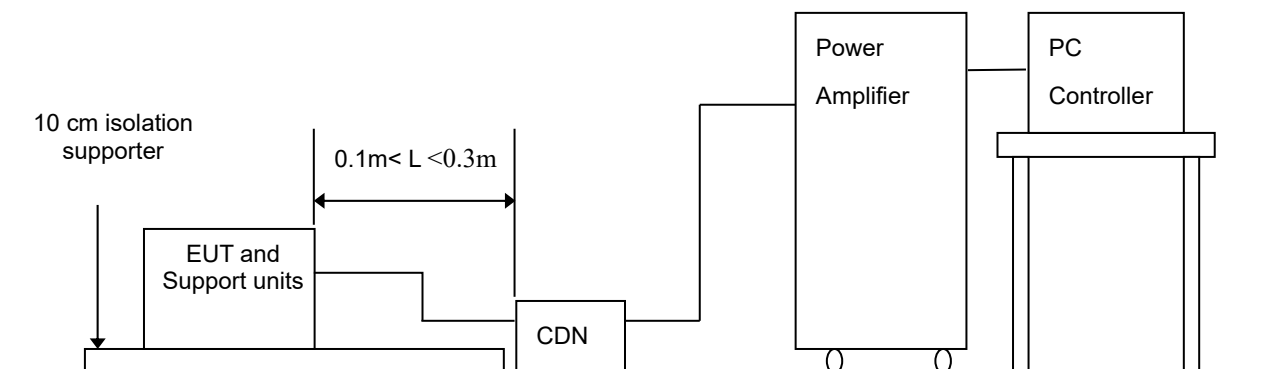 Power
Amplifier
PC
Controller
10 cm isolation
supporter
0.1m< L <0.3m
EUT and
Support units
CDN